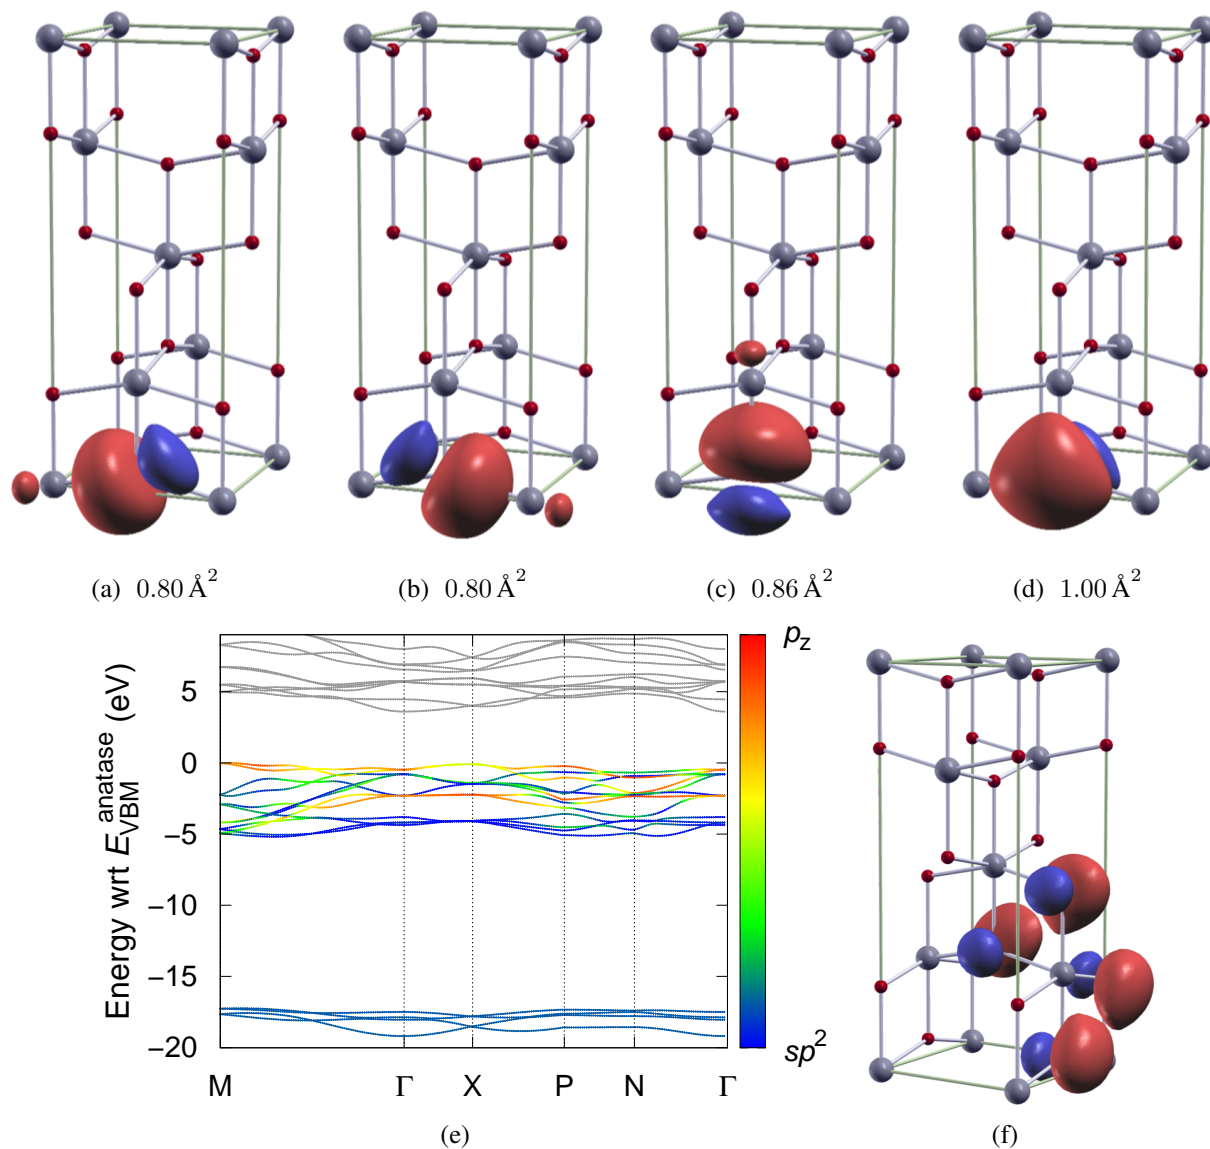 (a) 0.80 Å²
(b) 0.80 Å²
(c) 0.86 Å²
(d) 1.00 Å²
Energy wrt E_VBM^anatase (eV)
5
0
−5
−10
−15
−20
M Γ X P N Γ
p_z
sp²
(e)
(f)